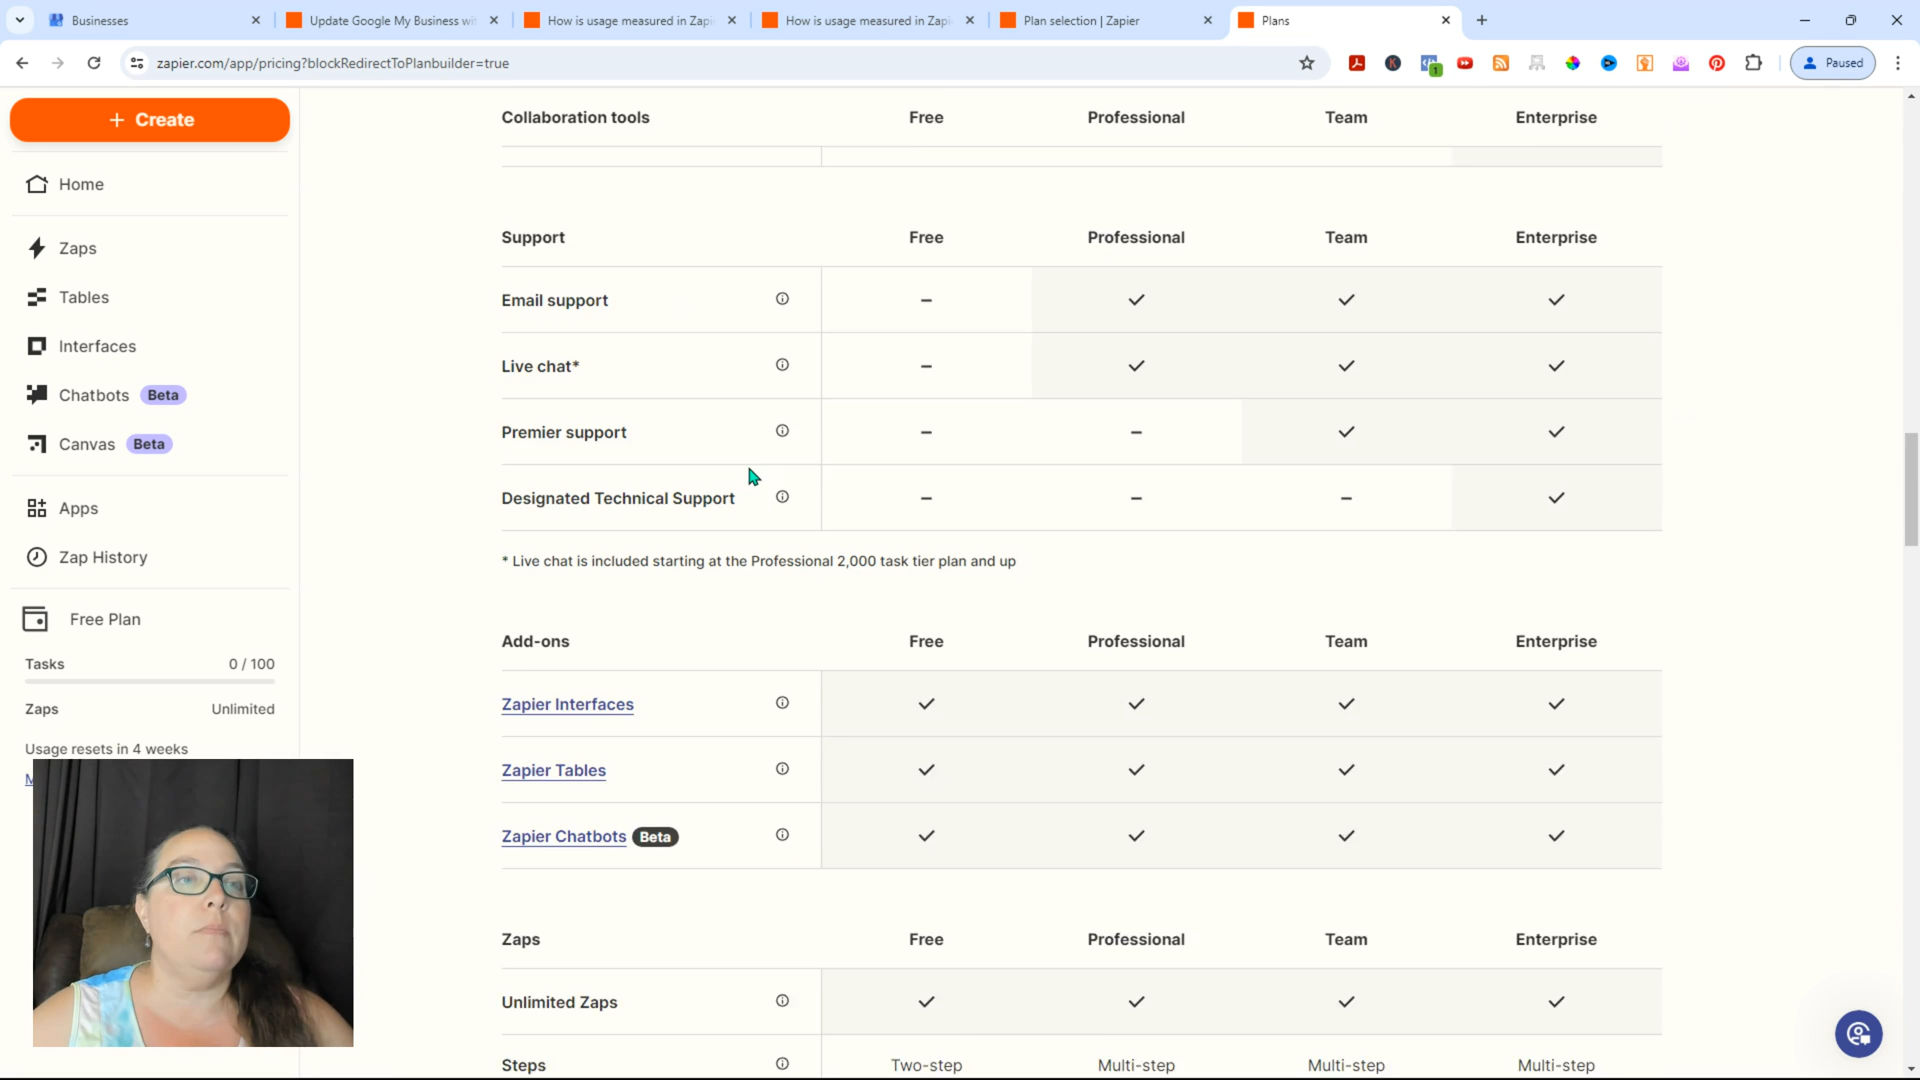 Businesses
Update Google My Business wi
How is usage measured in Zapi
How is usage measured in Zapi
Plan selection | Zapier
Plans
zapier.com/app/pricing?blockRedirectToPlanbuilder=true
1
Paused
+ Create
Home
Zaps
Tables
Interfaces
Chatbots Beta
Canvas Beta
Apps
Zap History
Free Plan
Tasks 0 / 100
Zaps Unlimited
Usage resets in 4 weeks
M
Collaboration tools Free Professional Team Enterprise
Support Free Professional Team Enterprise
Email support – ✓ ✓ ✓
Live chat* – ✓ ✓ ✓
Premier support – – ✓ ✓
Designated Technical Support – – – ✓
* Live chat is included starting at the Professional 2,000 task tier plan and up
Add-ons Free Professional Team Enterprise
Zapier Interfaces ✓ ✓ ✓ ✓
Zapier Tables ✓ ✓ ✓ ✓
Zapier Chatbots Beta ✓ ✓ ✓ ✓
Zaps Free Professional Team Enterprise
Unlimited Zaps ✓ ✓ ✓ ✓
Steps Two-step Multi-step Multi-step Multi-step